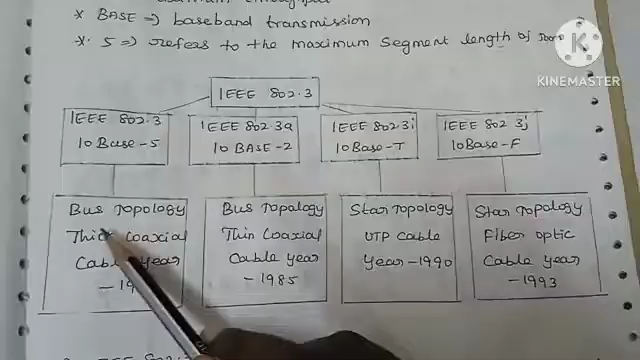 * BASE => baseband transmission
* 5 => refers to the maximum segment length of
KINEMASTER
IEEE 802.3
IEEE 802.3
10 Base-5
IEEE 802.3a
10 BASE-2
IEEE 802.3i
10 Base-T
IEEE 802 3j
10Base-F
Bus Topology
Thick Coaxial
Cable year
Bus Topology
Thin Coaxial
Cable year
-1985
Star Topology
UTP Cable
Year-1990
Star Topology
Fiber optic
Cable year
-1993